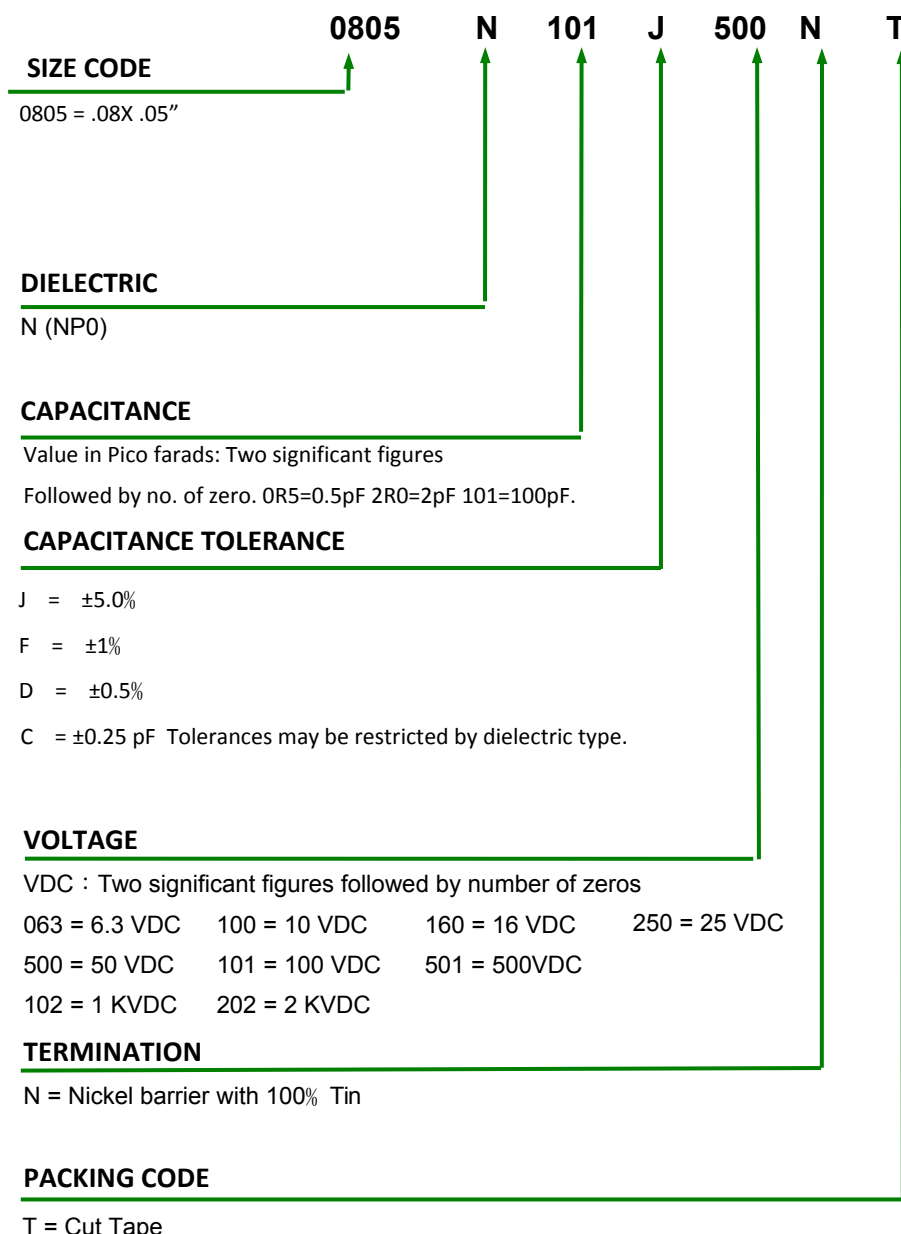 0805 N 101 J 500 N T
SIZE CODE
0805 = .08X .05”
DIELECTRIC
N (NP0)
CAPACITANCE
Value in Pico farads: Two significant figures
Followed by no. of zero. 0R5=0.5pF 2R0=2pF 101=100pF.
CAPACITANCE TOLERANCE
J = ±5.0%
F = ±1%
D = ±0.5%
C = ±0.25 pF Tolerances may be restricted by dielectric type.
VOLTAGE
VDC：Two significant figures followed by number of zeros
063 = 6.3 VDC 100 = 10 VDC 160 = 16 VDC 250 = 25 VDC
500 = 50 VDC 101 = 100 VDC 501 = 500VDC
102 = 1 KVDC 202 = 2 KVDC
TERMINATION
N = Nickel barrier with 100% Tin
PACKING CODE
T = Cut Tape